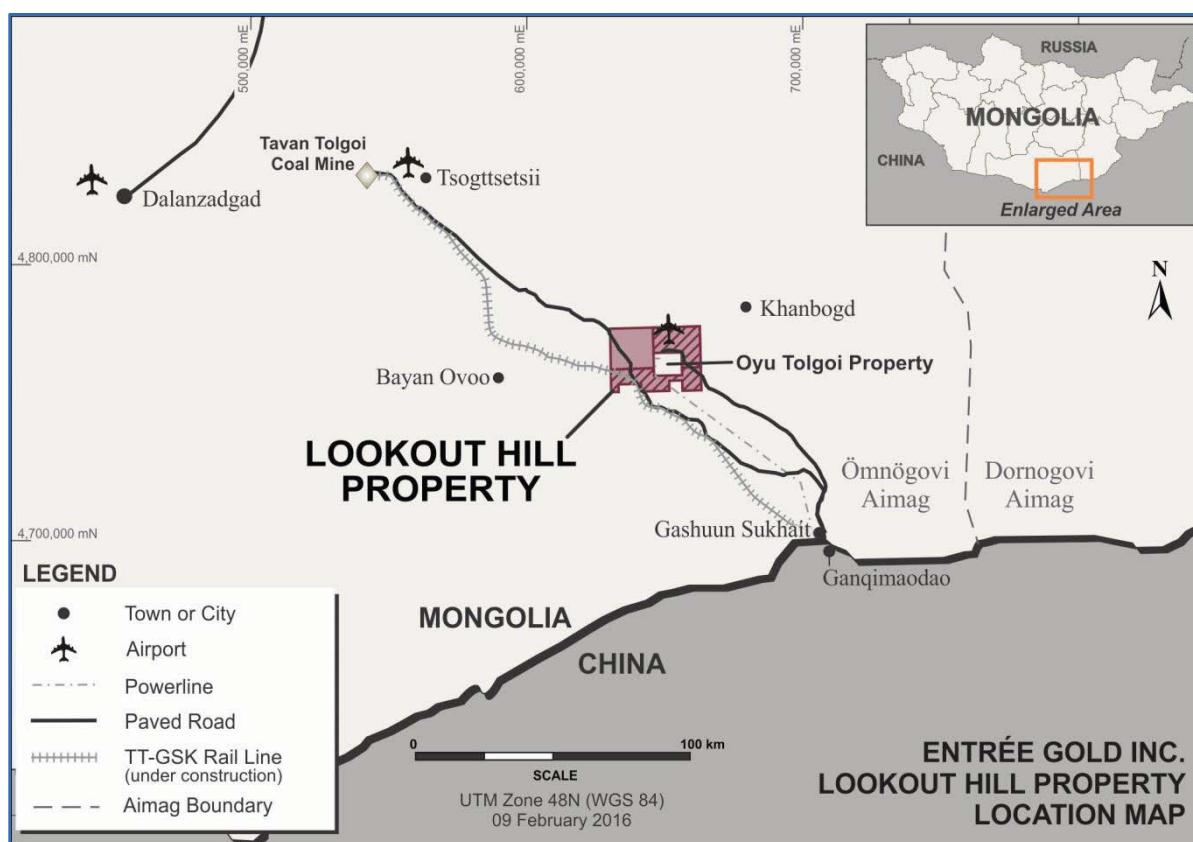 500,000 mE
600,000 mE
700,000 mE
RUSSIA
MONGOLIA
CHINA
Enlarged Area
Tavan Tolgoi
Coal Mine
Tsogttsetsii
Dalanzadgad
4,800,000 mN
N
Khanbogd
Oyu Tolgoi Property
Bayan Ovoo
LOOKOUT HILL
PROPERTY
Ömnögovi
Aimag
Dornogovi
Aimag
4,700,000 mN
Gashuun Sukhait
Ganqimaodao
LEGEND
Town or City
Airport
Powerline
Paved Road
TT-GSK Rail Line
(under construction)
Aimag Boundary
MONGOLIA
CHINA
0
100 km
SCALE
UTM Zone 48N (WGS 84)
09 February 2016
ENTRÉE GOLD INC.
LOOKOUT HILL PROPERTY
LOCATION MAP